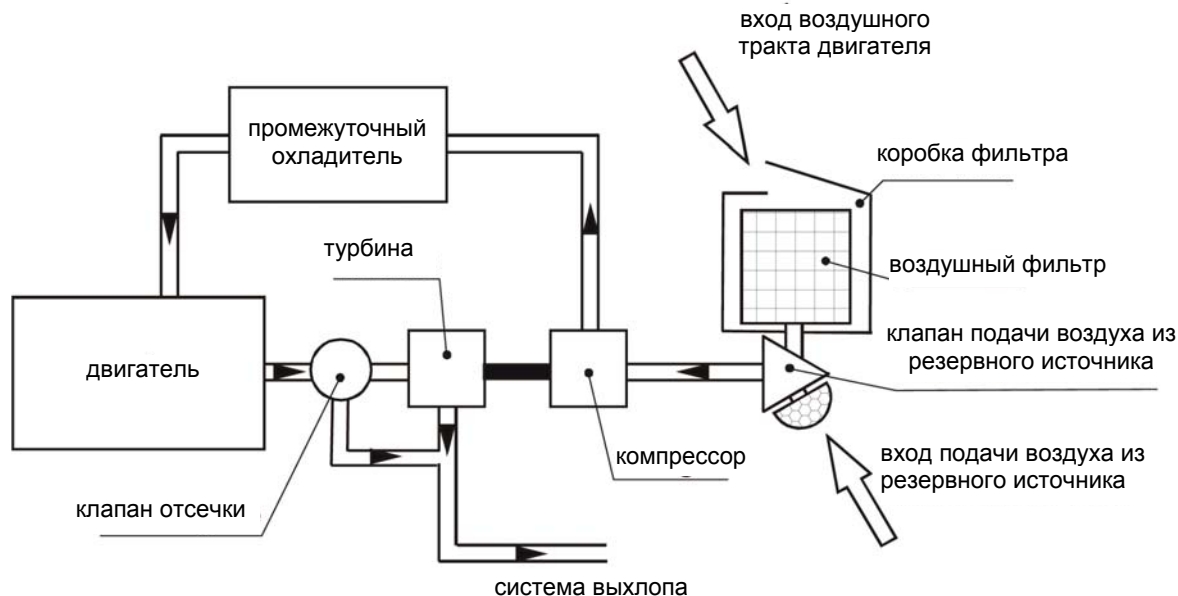 вход воздушного
тракта двигателя
промежуточный
охладитель
коробка фильтра
турбина
воздушный фильтр
клапан подачи воздуха из
резервного источника
двигатель
компрессор
вход подачи воздуха из
резервного источника
клапан отсечки
система выхлопа